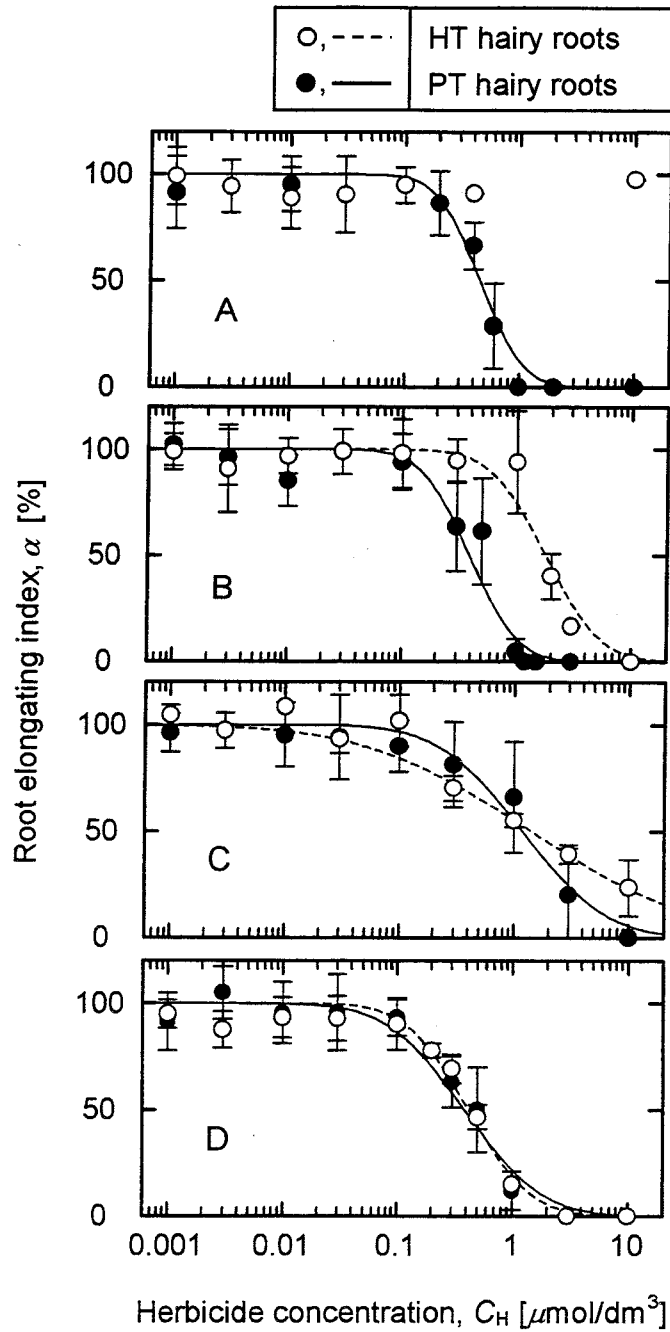 ○, ----- HT hairy roots
●, —— PT hairy roots
100
50
0
A
100
50
0
B
100
50
0
C
100
50
0
D
0.001 0.01 0.1 1 10
Root elongating index, α [%]
Herbicide concentration, C_H [μmol/dm³]